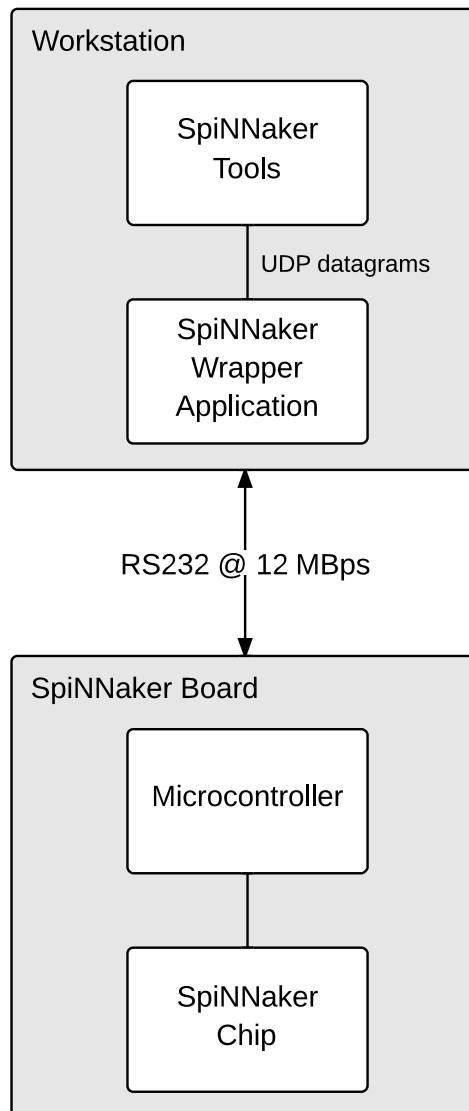 Workstation
SpiNNaker
Tools
UDP datagrams
SpiNNaker
Wrapper
Application
RS232 @ 12 MBps
SpiNNaker Board
Microcontroller
SpiNNaker
Chip